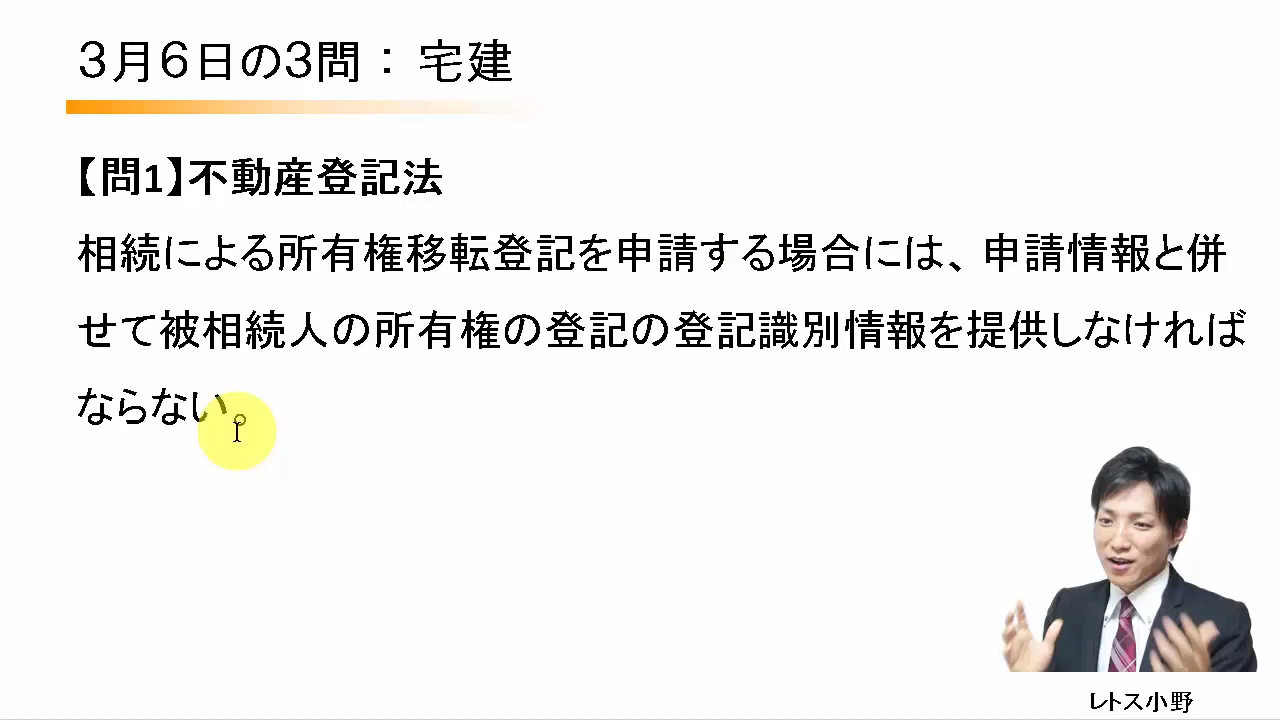 ３月６日の３問：宅建
【問1】不動産登記法
相続による所有権移転登記を申請する場合には、申請情報と併
せて被相続人の所有権の登記の登記識別情報を提供しなければ
ならない。
レトス小野